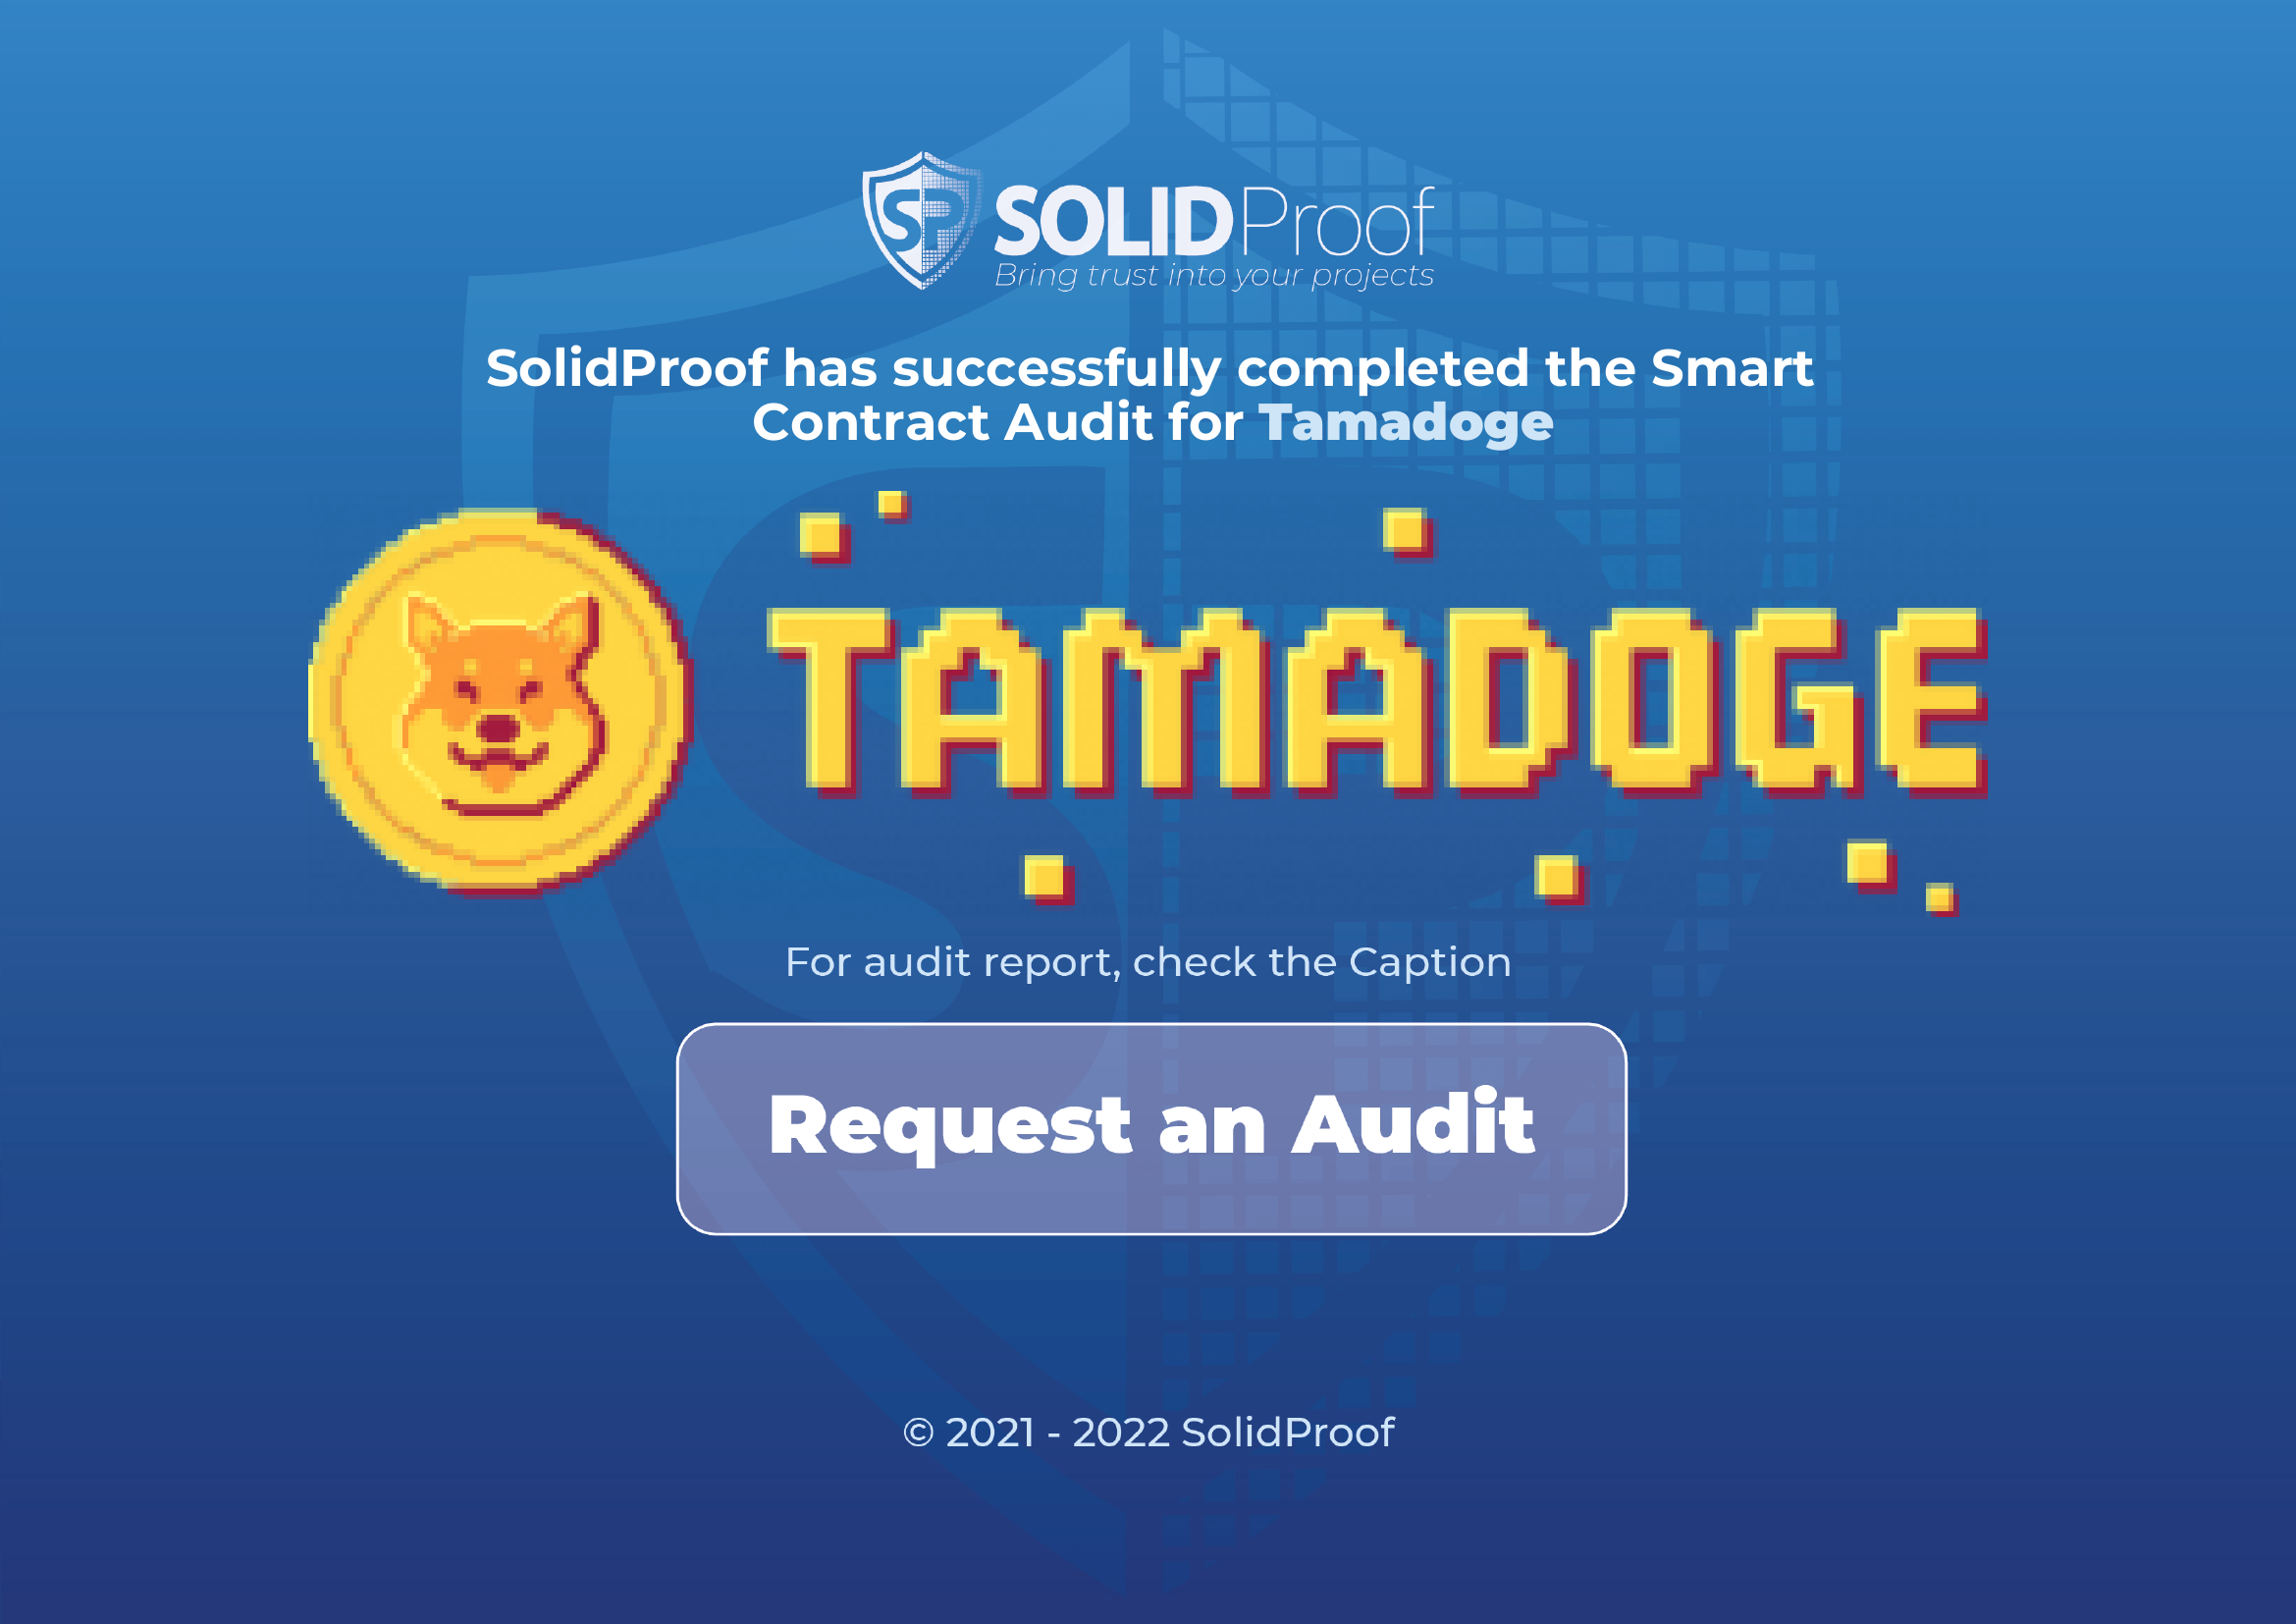 SP SOLIDProof
Bring trust into your projects
SolidProof has successfully completed the Smart
Contract Audit for Tamadoge
TAMADOGE
For audit report, check the Caption
Request an Audit
© 2021 - 2022 SolidProof